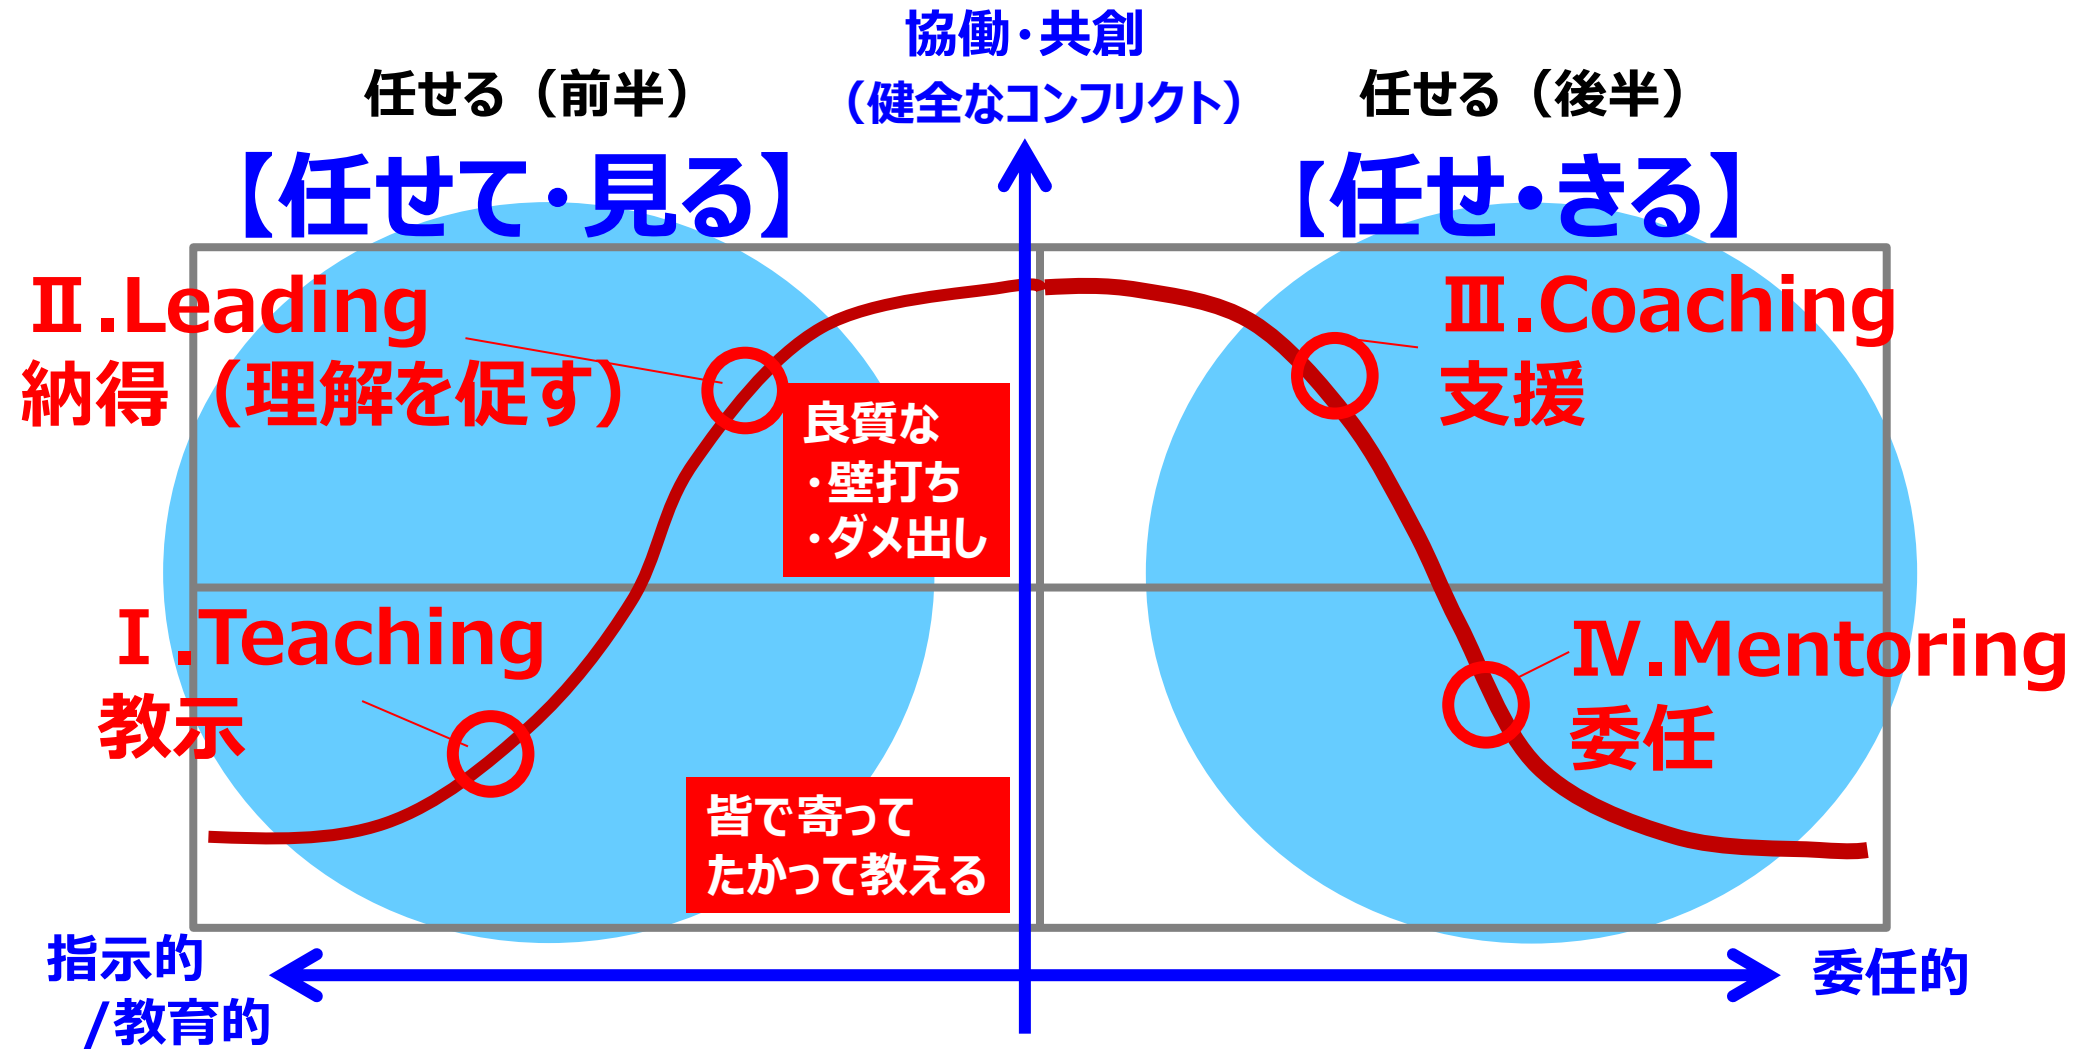 協働・共創
（健全なコンフリクト）
任せる（前半）
【任せて・見る】
任せる（後半）
【任せ・きる】
Ⅱ.Leading
納得（理解を促す）
良質な
・壁打ち
・ダメ出し
Ⅲ.Coaching
支援
Ⅰ.Teaching
教示
皆で寄って
たかって教える
Ⅳ.Mentoring
委任
指示的
/教育的
委任的